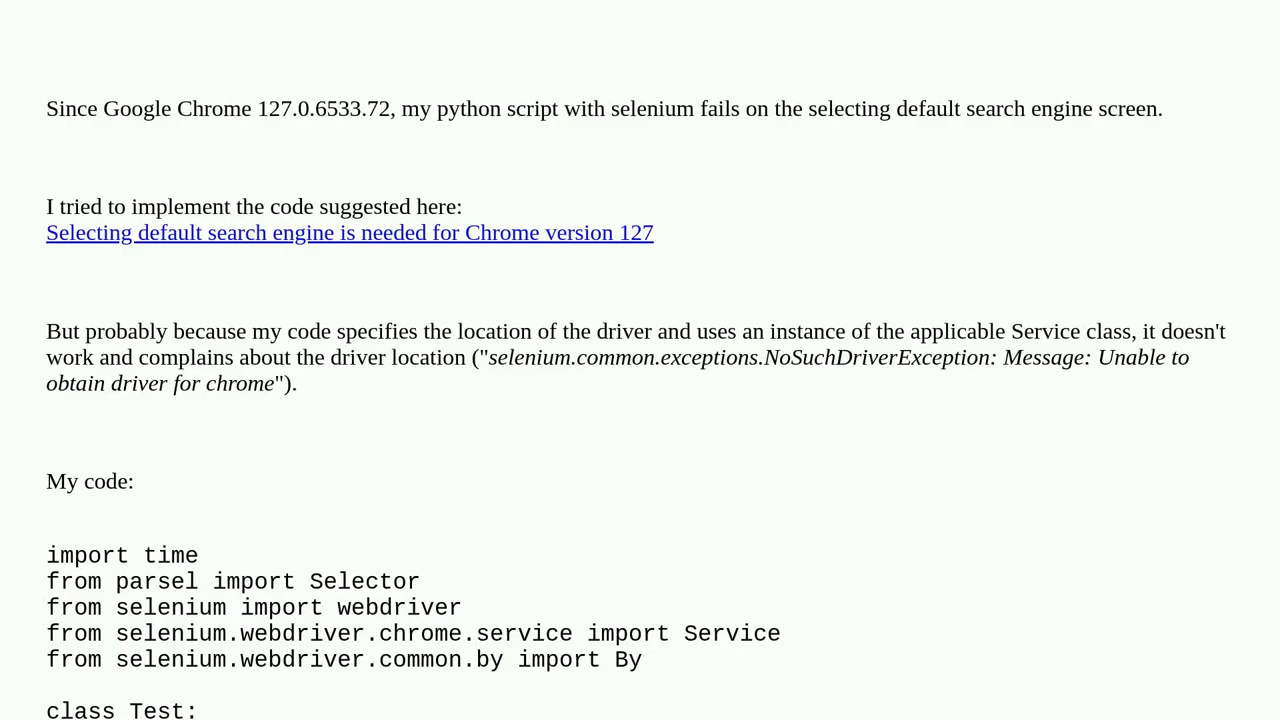 Since Google Chrome 127.0.6533.72, my python script with selenium fails on the selecting default search engine screen.
I tried to implement the code suggested here:
Selecting default search engine is needed for Chrome version 127
But probably because my code specifies the location of the driver and uses an instance of the applicable Service class, it doesn't
work and complains about the driver location ("selenium.common.exceptions.NoSuchDriverException: Message: Unable to
obtain driver for chrome").
My code:
import time
from parsel import Selector
from selenium import webdriver
from selenium.webdriver.chrome.service import Service
from selenium.webdriver.common.by import By
class Test: